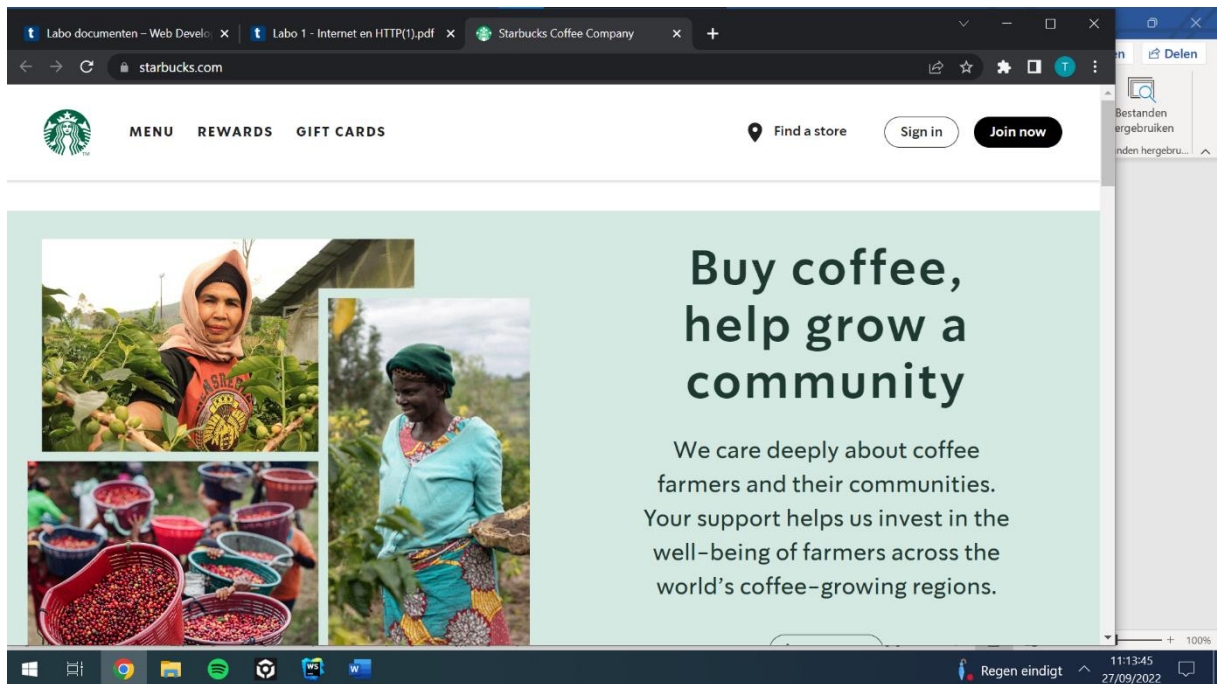 Labo documenten – Web Develo
Labo 1 - Internet en HTTP(1).pdf
Starbucks Coffee Company
starbucks.com
Delen
Bestanden
ergebruiken
nden hergebru...
MENU REWARDS GIFT CARDS
Find a store
Sign in
Join now
Buy coffee,
help grow a
community
We care deeply about coffee
farmers and their communities.
Your support helps us invest in the
well-being of farmers across the
world's coffee-growing regions.
100%
Regen eindigt
11:13:45
27/09/2022